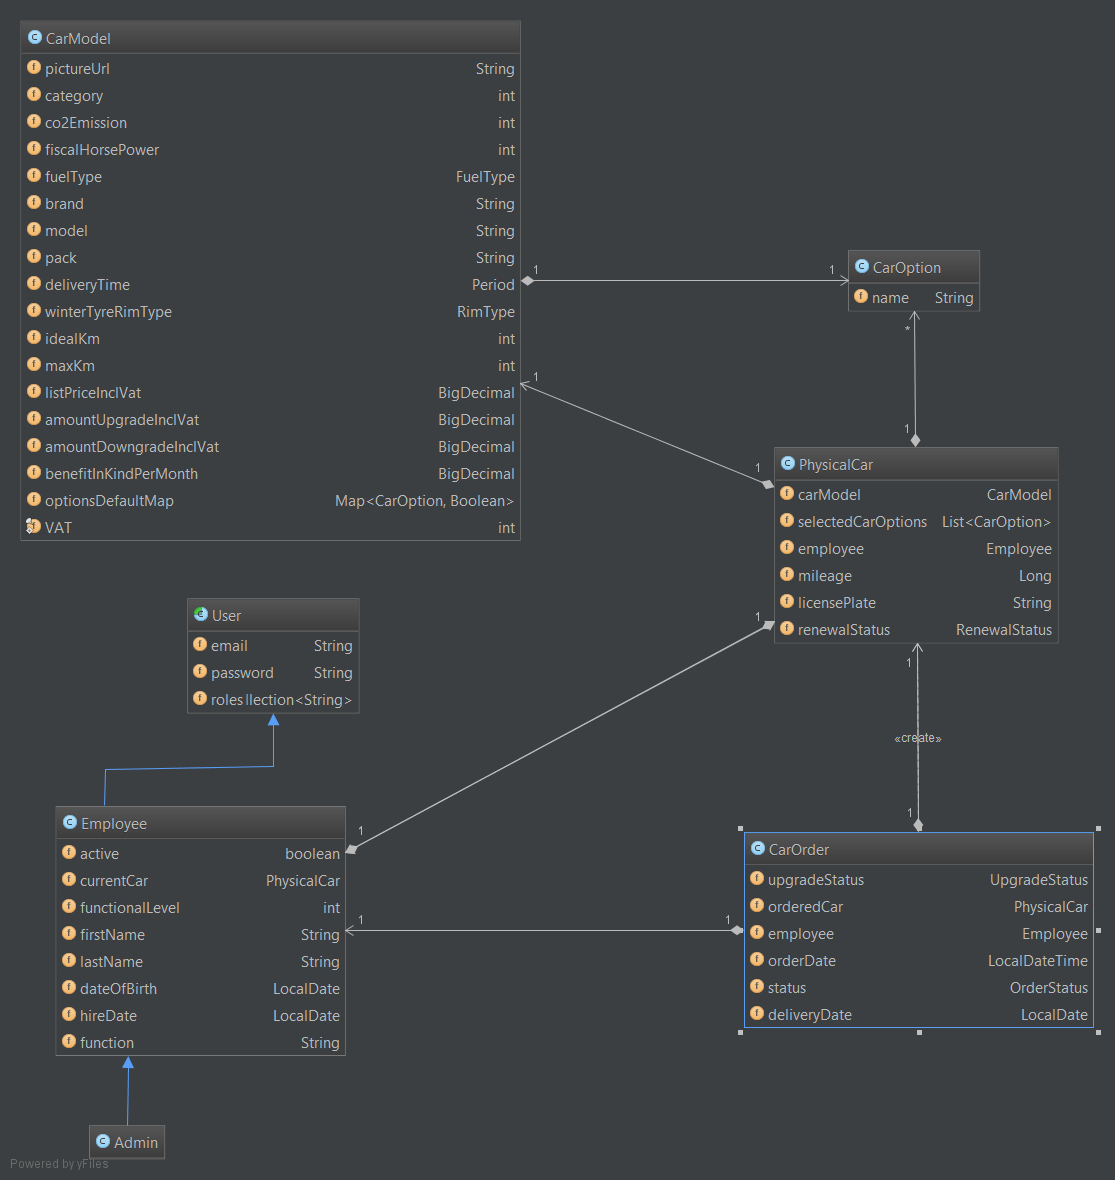 CarModel
pictureUrl String
category int
co2Emission int
fiscalHorsePower int
fuelType FuelType
brand String
model String
pack String
deliveryTime Period
winterTyreRimType RimType
idealKm int
maxKm int
listPriceInclVat BigDecimal
amountUpgradeInclVat BigDecimal
amountDowngradeInclVat BigDecimal
benefitInKindPerMonth BigDecimal
optionsDefaultMap Map<CarOption, Boolean>
VAT int
1 1
CarOption
name String
*
1
1
1
PhysicalCar
carModel CarModel
selectedCarOptions List<CarOption>
employee Employee
mileage Long
licensePlate String
renewalStatus RenewalStatus
1
User
email String
password String
roles llection<String>
1
«create»
1
1
Employee
active boolean
currentCar PhysicalCar
functionalLevel int
firstName String
lastName String
dateOfBirth LocalDate
hireDate LocalDate
function String
1 1
CarOrder
upgradeStatus UpgradeStatus
orderedCar PhysicalCar
employee Employee
orderDate LocalDateTime
status OrderStatus
deliveryDate LocalDate
Admin
Powered by yFiles